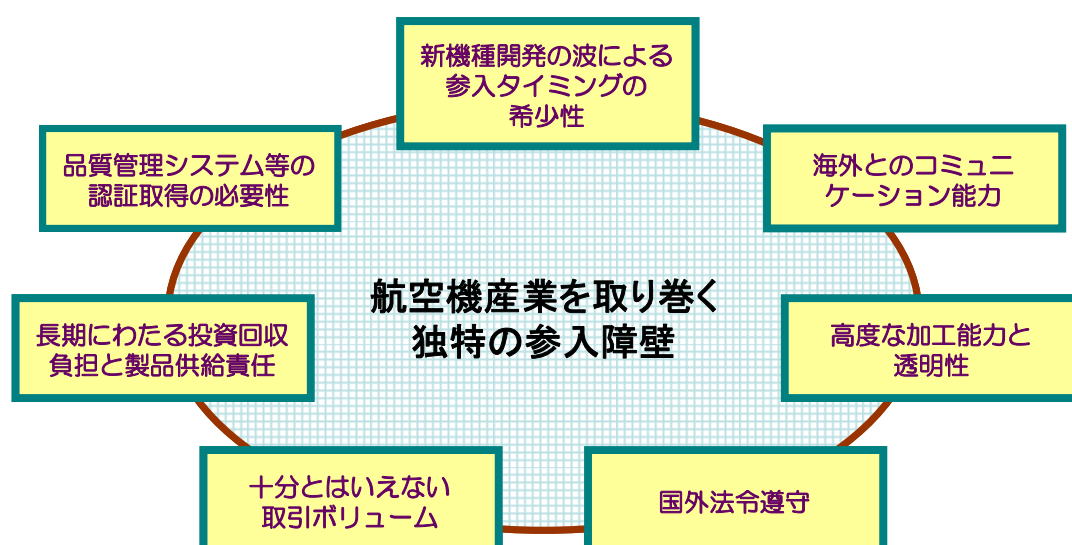 新機種開発の波による
参入タイミングの
希少性
品質管理システム等の
認証取得の必要性
海外とのコミュニ
ケーション能力
航空機産業を取り巻く
独特の参入障壁
長期にわたる投資回収
負担と製品供給責任
高度な加工能力と
透明性
十分とはいえない
取引ボリューム
国外法令遵守